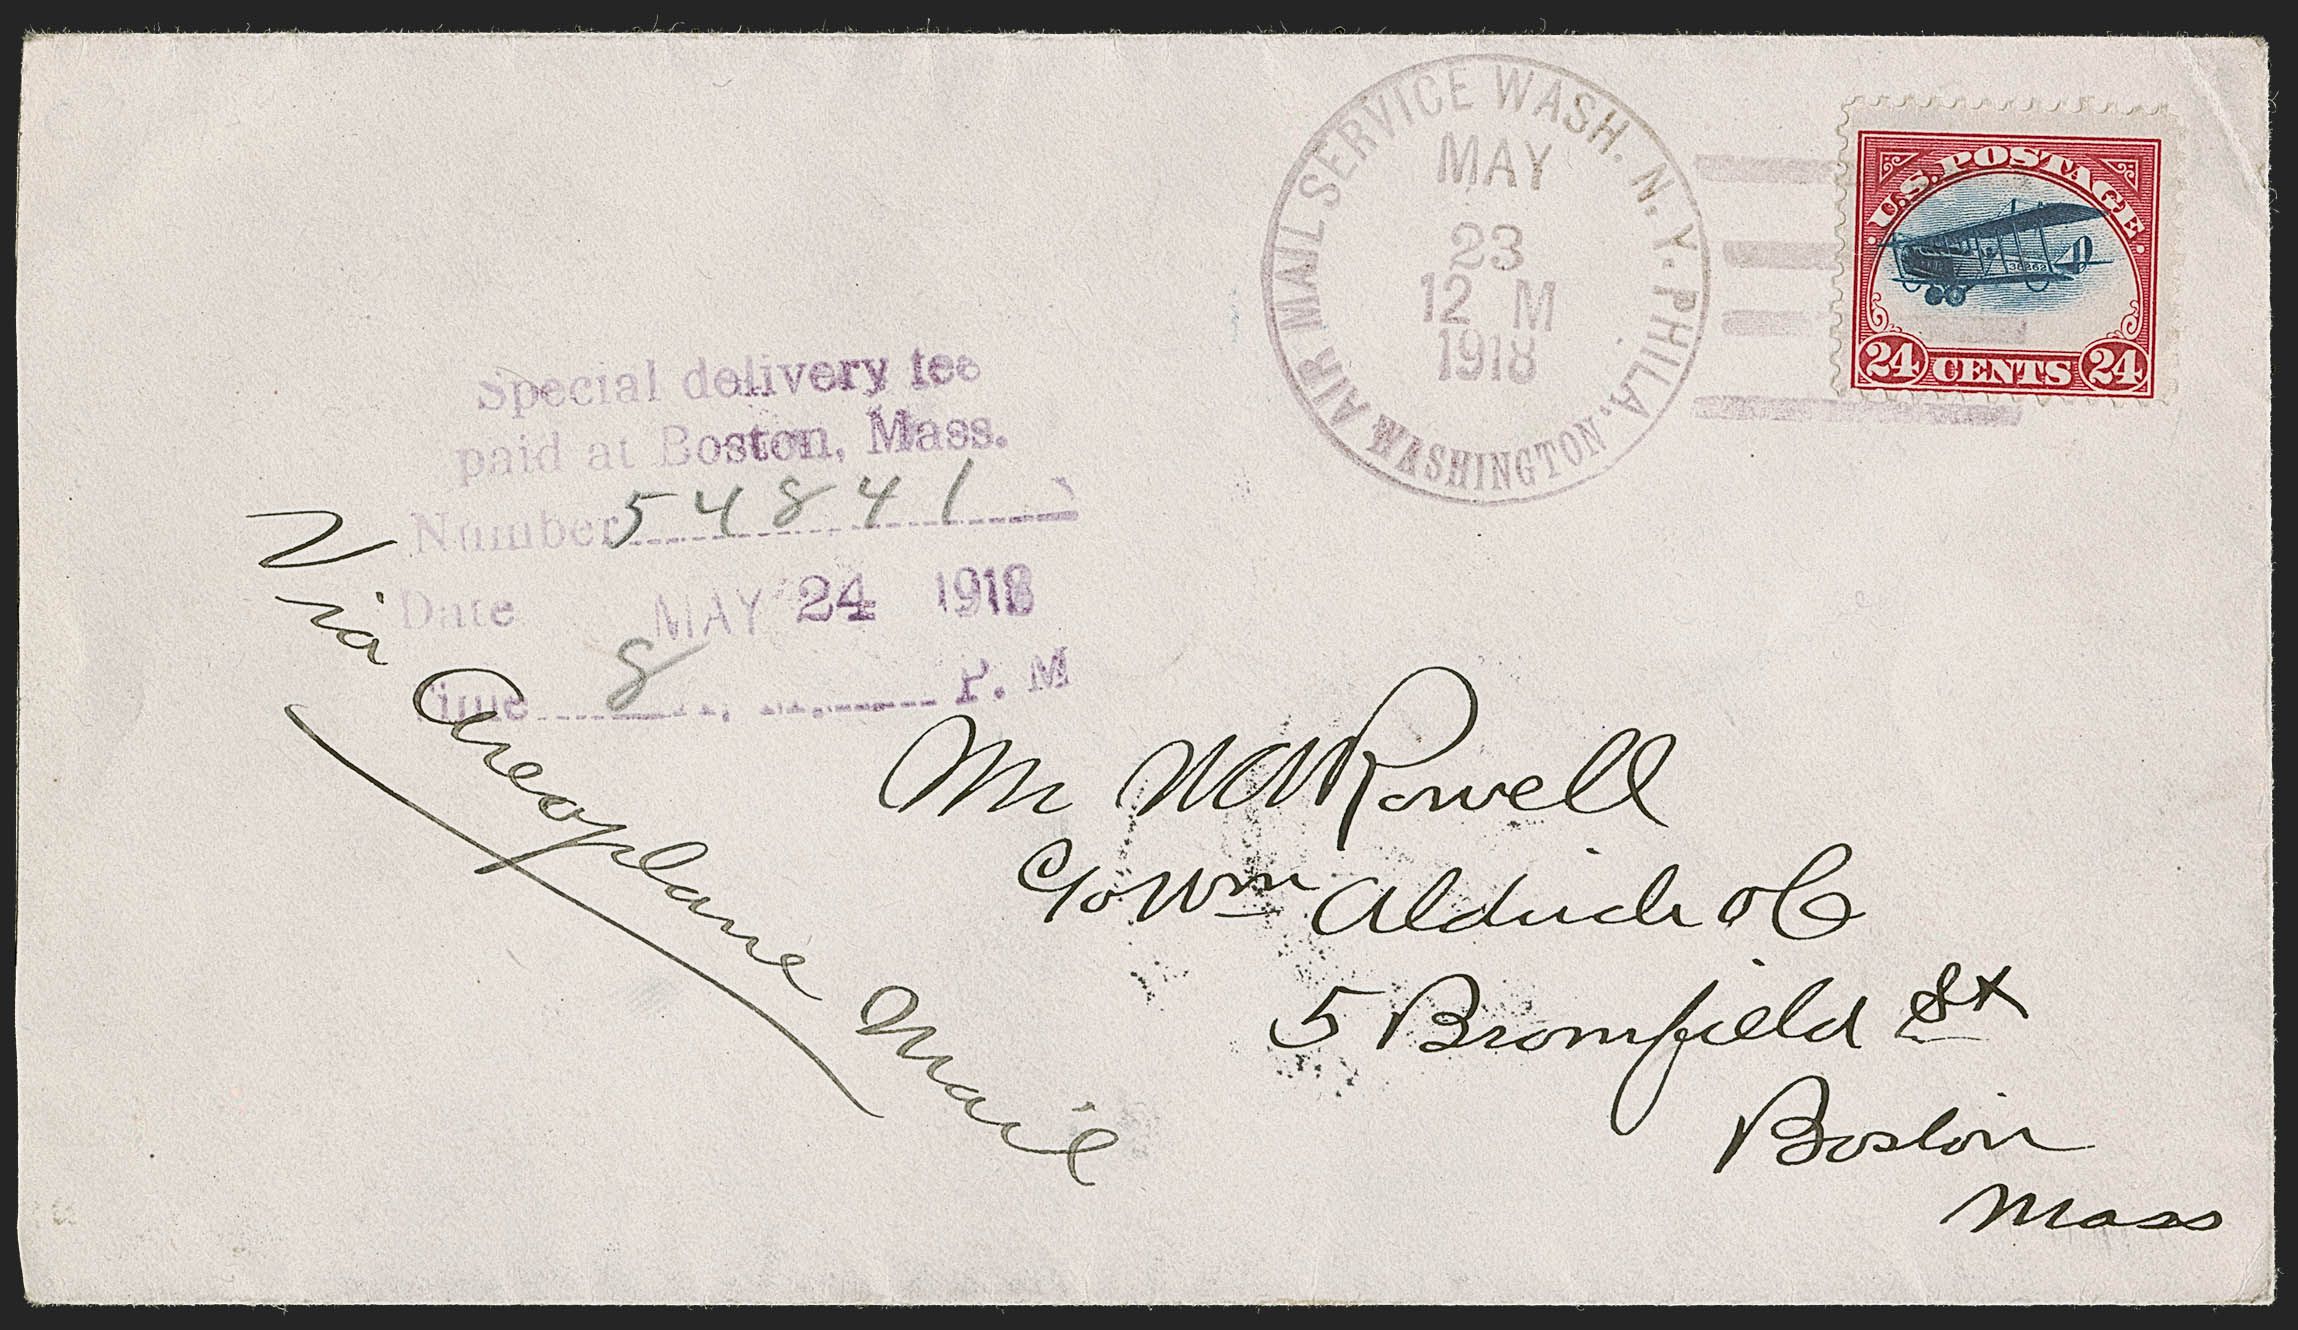 AIR MAIL SERVICE WASH. N.Y. PHILA.
WASHINGTON
MAY
23
12 M
1918
U.S. POSTAGE
38262
24 CENTS 24
Special delivery fee
paid at Boston, Mass.
Number 54841
Date MAY 24 1918
Time 8 P. M
Via Areoplane Mail
Mr Rowell
c/o Wm Aldrich
5 Bromfield St
Boston
Mass